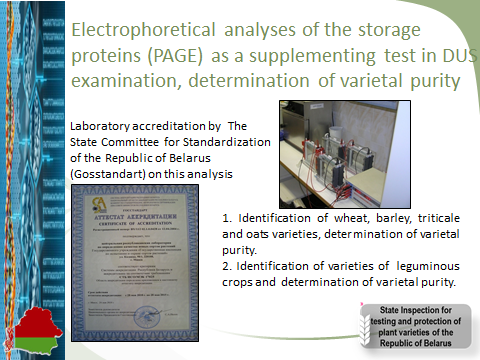 Electrophoretical analyses of the storage
proteins (PAGE) as a supplementing test in DUS
examination, determination of varietal purity
Laboratory accreditation by The
State Committee for Standardization
of the Republic of Belarus
(Gosstandart) on this analysis
АТТЕСТАТ АККРЕДИТАЦИИ
CERTIFICATE OF ACCREDITATION
1. Identification of wheat, barley, triticale
and oats varieties, determination of varietal
purity.
2. Identification of varieties of leguminous
crops and determination of varietal purity.
State Inspection for
testing and protection of
plant varieties of the
Republic of Belarus